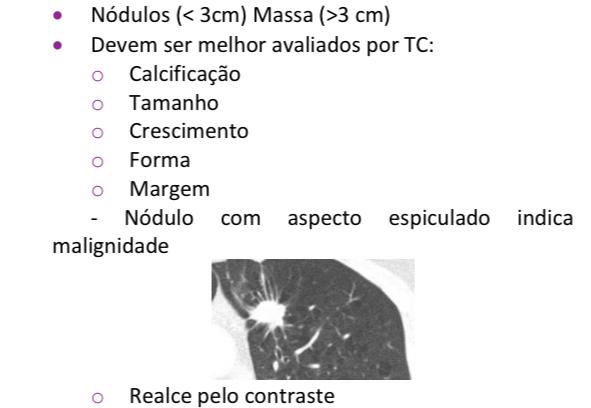 • Nódulos (< 3cm) Massa (>3 cm)
• Devem ser melhor avaliados por TC:
o Calcificação
o Tamanho
o Crescimento
o Forma
o Margem
- Nódulo com aspecto espiculado indica
malignidade
o Realce pelo contraste